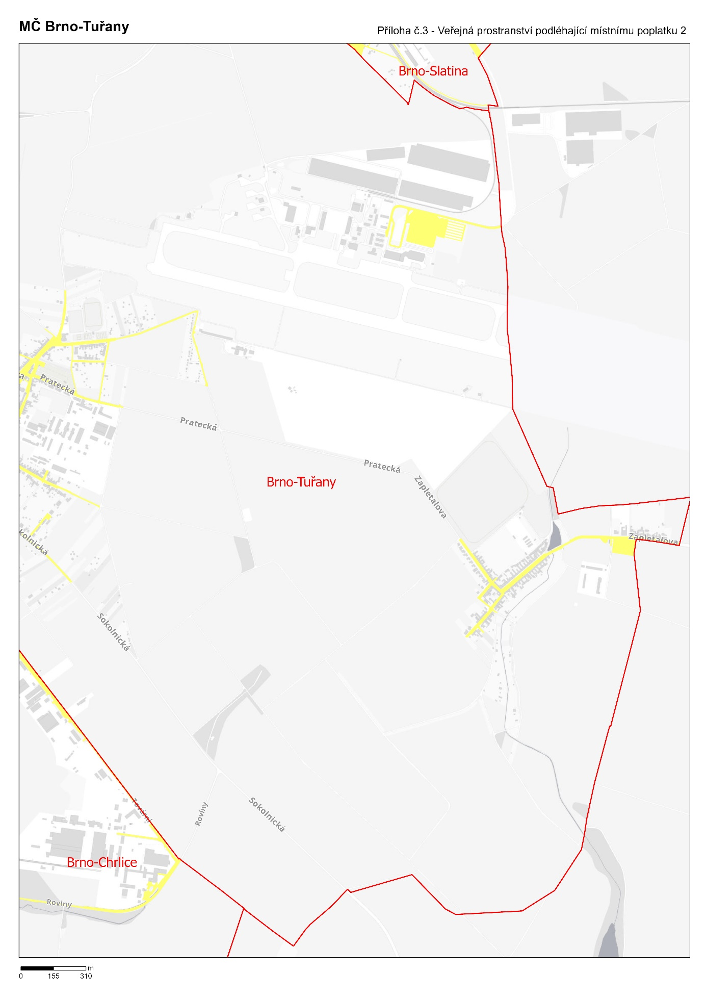 MČ Brno-Tuřany
Příloha č.3 - Veřejná prostranství podléhající místnímu poplatku 2
Brno-Slatina
Pratecká
Pratecká
Pratecká
Brno-Tuřany
Zapletalova
Zapletalova
kolnická
Sokolnická
Sokolnická
Tovární
Roviny
Brno-Chrlice
Roviny
m
0 155 310